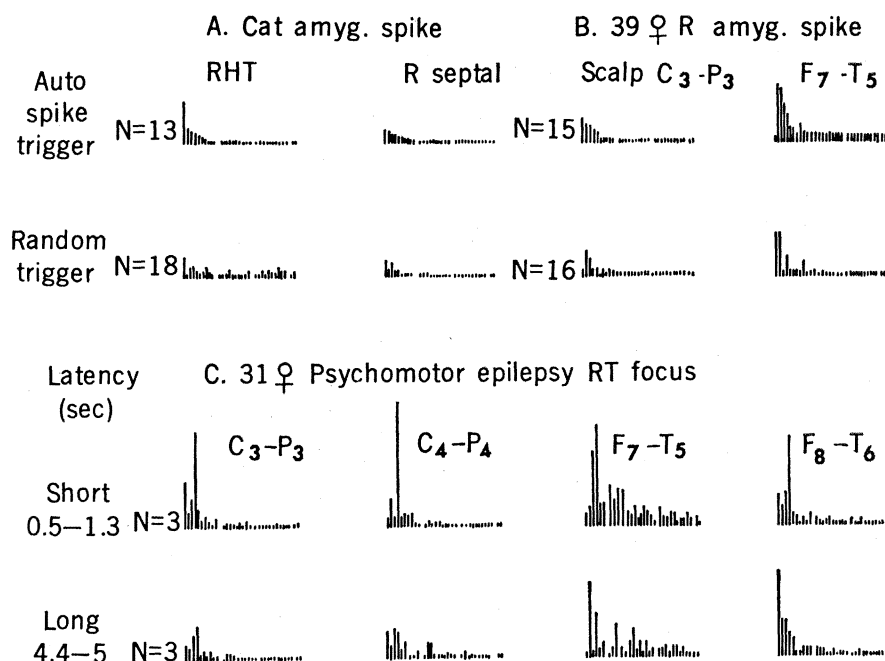 A. Cat amyg. spike B. 39 ♀ R amyg. spike
RHT R septal Scalp C3-P3 F7-T5
Auto
spike
trigger N=13 N=15
Random
trigger N=18 N=16
Latency
(sec)
C. 31♀ Psychomotor epilepsy RT focus
C3–P3 C4–P4 F7–T5 F8–T6
Short
0.5–1.3 N=3
Long
4.4–5 N=3